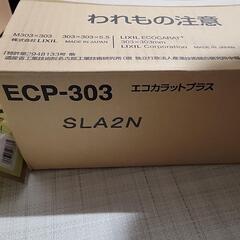 われもの注意
M303×303 303×303×5.5
株式会社LIXIL MADE IN JAPAN
LIXIL ECOCARAT®
303×303mm
LIXIL Corporation MADE IN JAPAN
ECP-303 エコカラットプラス
SLA2N